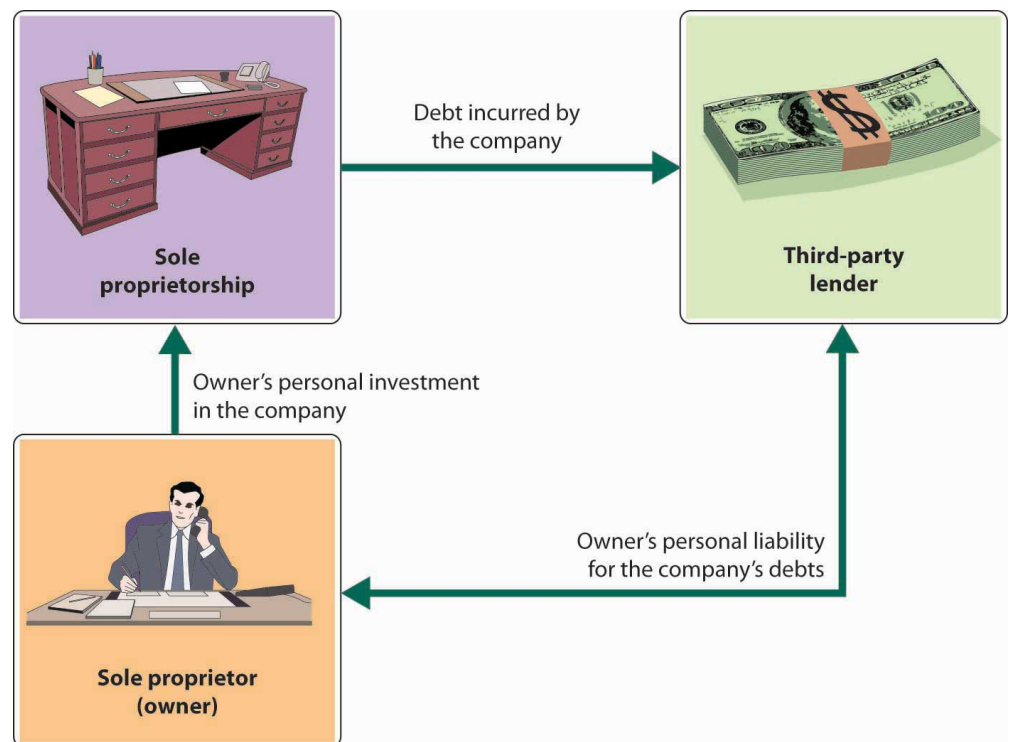 Debt incurred by
the company
Sole
proprietorship
Third-party
lender
Owner’s personal investment
in the company
Owner’s personal liability
for the company’s debts
Sole proprietor
(owner)